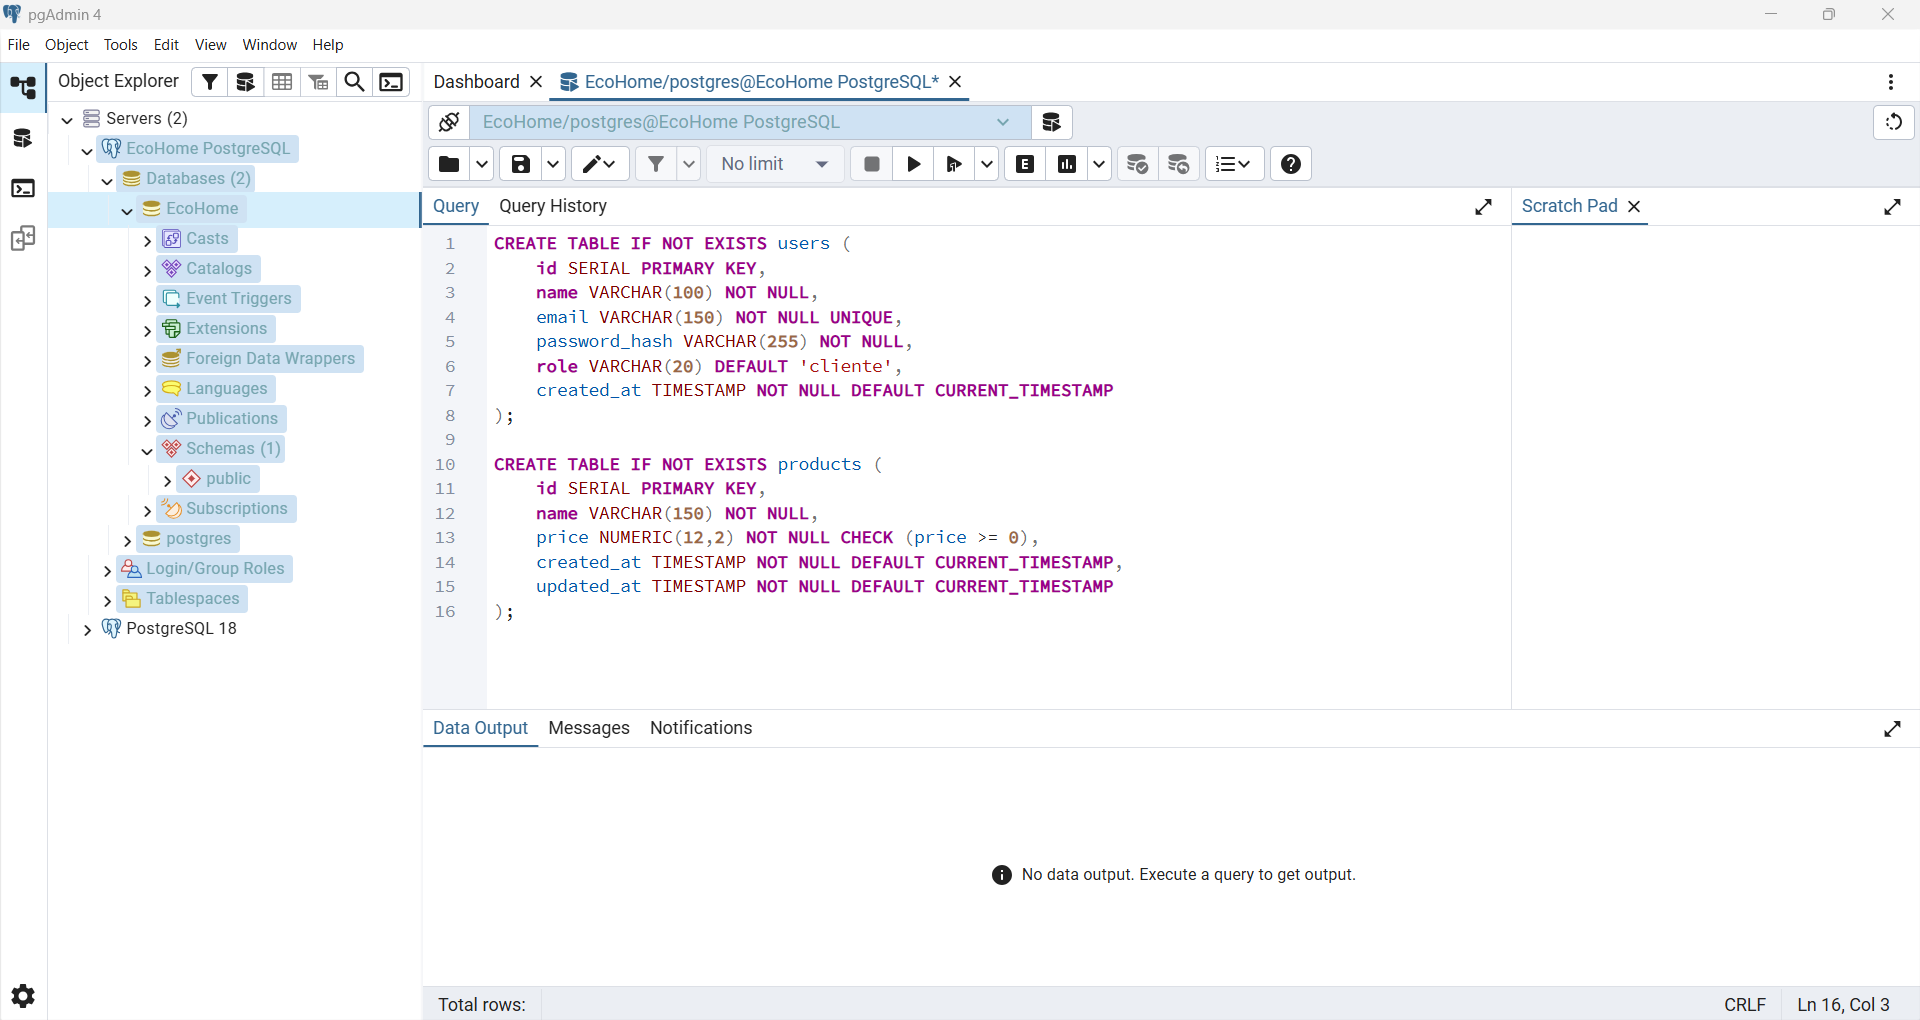 pgAdmin 4
File Object Tools Edit View Window Help
Object Explorer
Dashboard
EcoHome/postgres@EcoHome PostgreSQL*
Servers (2)
EcoHome PostgreSQL
Databases (2)
EcoHome
Casts
Catalogs
Event Triggers
Extensions
Foreign Data Wrappers
Languages
Publications
Schemas (1)
public
Subscriptions
postgres
Login/Group Roles
Tablespaces
PostgreSQL 18
EcoHome/postgres@EcoHome PostgreSQL
No limit
E
Query Query History
1 CREATE TABLE IF NOT EXISTS users (
2 id SERIAL PRIMARY KEY,
3 name VARCHAR(100) NOT NULL,
4 email VARCHAR(150) NOT NULL UNIQUE,
5 password_hash VARCHAR(255) NOT NULL,
6 role VARCHAR(20) DEFAULT 'cliente',
7 created_at TIMESTAMP NOT NULL DEFAULT CURRENT_TIMESTAMP
8 );
9
10 CREATE TABLE IF NOT EXISTS products (
11 id SERIAL PRIMARY KEY,
12 name VARCHAR(150) NOT NULL,
13 price NUMERIC(12,2) NOT NULL CHECK (price >= 0),
14 created_at TIMESTAMP NOT NULL DEFAULT CURRENT_TIMESTAMP,
15 updated_at TIMESTAMP NOT NULL DEFAULT CURRENT_TIMESTAMP
16 );
Scratch Pad
Data Output Messages Notifications
No data output. Execute a query to get output.
Total rows:
CRLF
Ln 16, Col 3